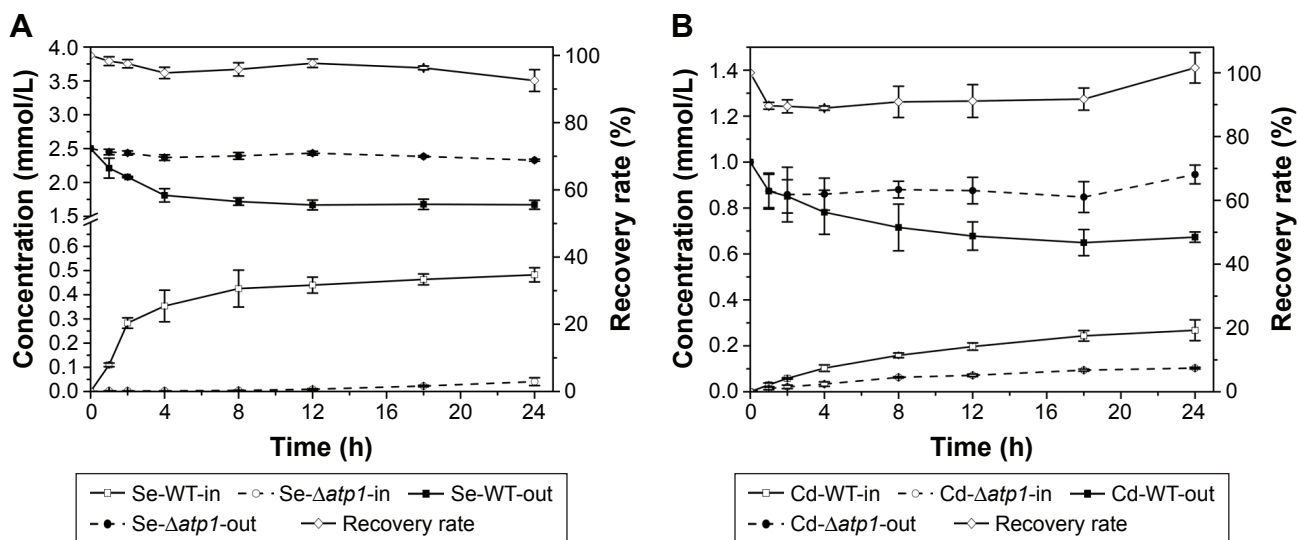 A
Concentration (mmol/L)
4.0
3.5
3.0
2.5
2.0
1.5
0.6
0.5
0.4
0.3
0.2
0.1
0.0
100
80
60
40
20
0
Recovery rate (%)
0 4 8 12 16 20 24
Time (h)
Se-WT-in Se-Δatp1-in Se-WT-out
Se-Δatp1-out Recovery rate
B
Concentration (mmol/L)
1.4
1.2
1.0
0.8
0.6
0.4
0.2
0.0
100
80
60
40
20
0
Recovery rate (%)
0 4 8 12 16 20 24
Time (h)
Cd-WT-in Cd-Δatp1-in Cd-WT-out
Cd-Δatp1-out Recovery rate